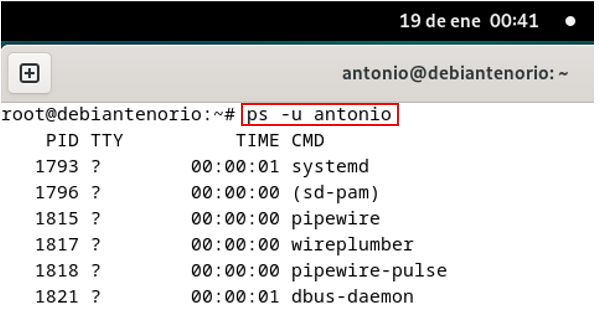 19 de ene 00:41
antonio@debiantenorio: ~
root@debiantenorio:~# ps -u antonio
PID TTY TIME CMD
1793 ? 00:00:01 systemd
1796 ? 00:00:00 (sd-pam)
1815 ? 00:00:00 pipewire
1817 ? 00:00:00 wireplumber
1818 ? 00:00:00 pipewire-pulse
1821 ? 00:00:01 dbus-daemon